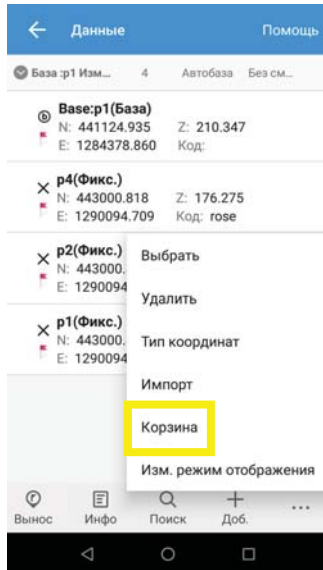 Данные Помощь
База :p1 Изм... 4 Автобаза Без см...
b Base:p1(База)
N: 441124.935 Z: 210.347
E: 1284378.860 Код:
p4(Фикс.)
N: 443000.818 Z: 176.275
E: 1290094.709 Код: rose
p2(Фикс.)
N: 443000.
E: 1290094
p1(Фикс.)
N: 443000.
E: 1290094
Выбрать
Удалить
Тип координат
Импорт
Корзина
Изм. режим отображения
Вынос Инфо Поиск Доб. ...